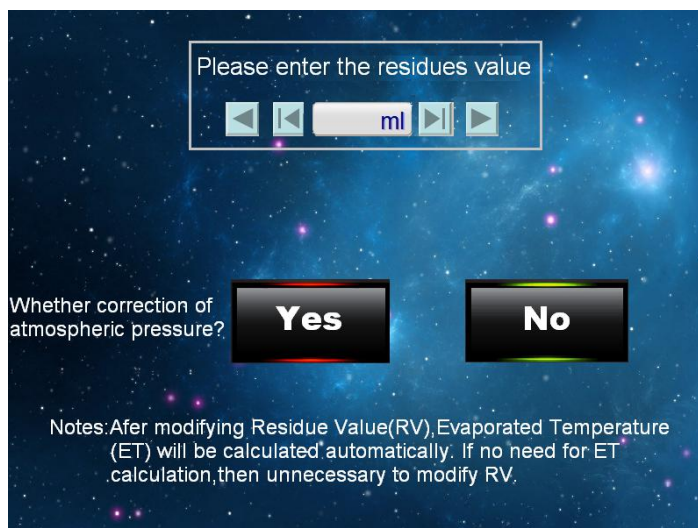 Please enter the residues value
ml
Whether correction of
atmospheric pressure?
Yes
No
Notes:Afer modifying Residue Value(RV),Evaporated Temperature
(ET) will be calculated automatically. If no need for ET
calculation,then unnecessary to modify RV.